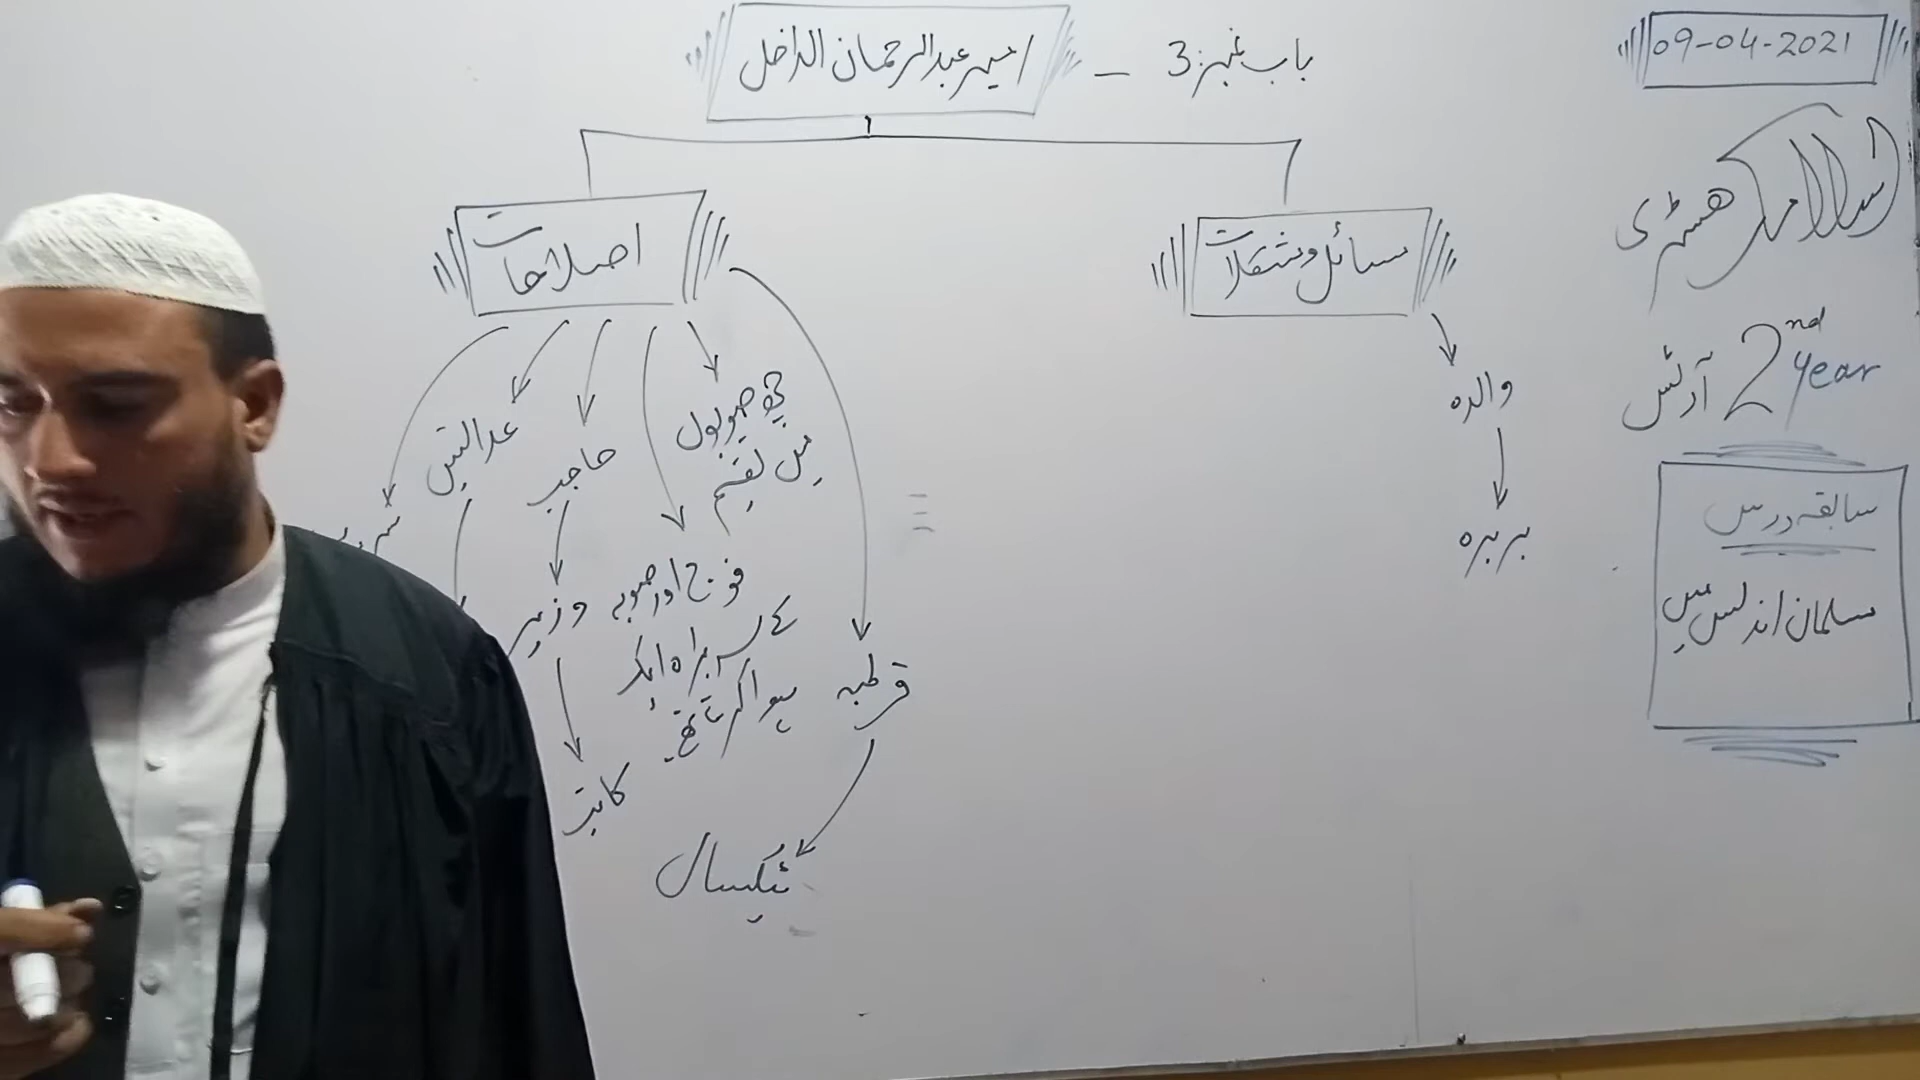 باب نمبر:3 – امیر عبدالرحمان الداخل
09-04-2021
اسلامک ھسٹری
2nd Year آرٹس
سابقہ درس
مسلمان اندلس میں
مسائل و مشکلات
والدہ
بربرہ
اصلاحات
چھ صوبوں
میں تقسیم
حاجب
عدالتیں
فوج اور صوبے
کے سربراہ ایک
ہوا کرتا تھا۔
وزیر
کاتب
قرطبہ
ٹیکسال